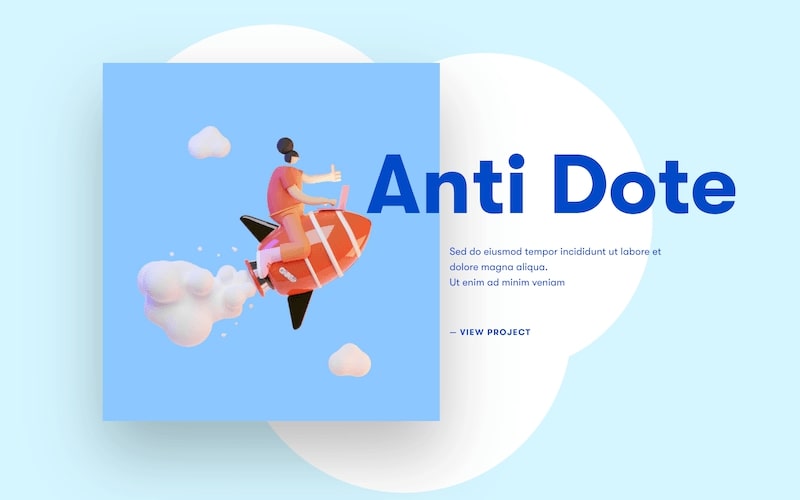 Anti Dote
Sed do eiusmod tempor incididunt ut labore et
dolore magna aliqua.
Ut enim ad minim veniam
— VIEW PROJECT